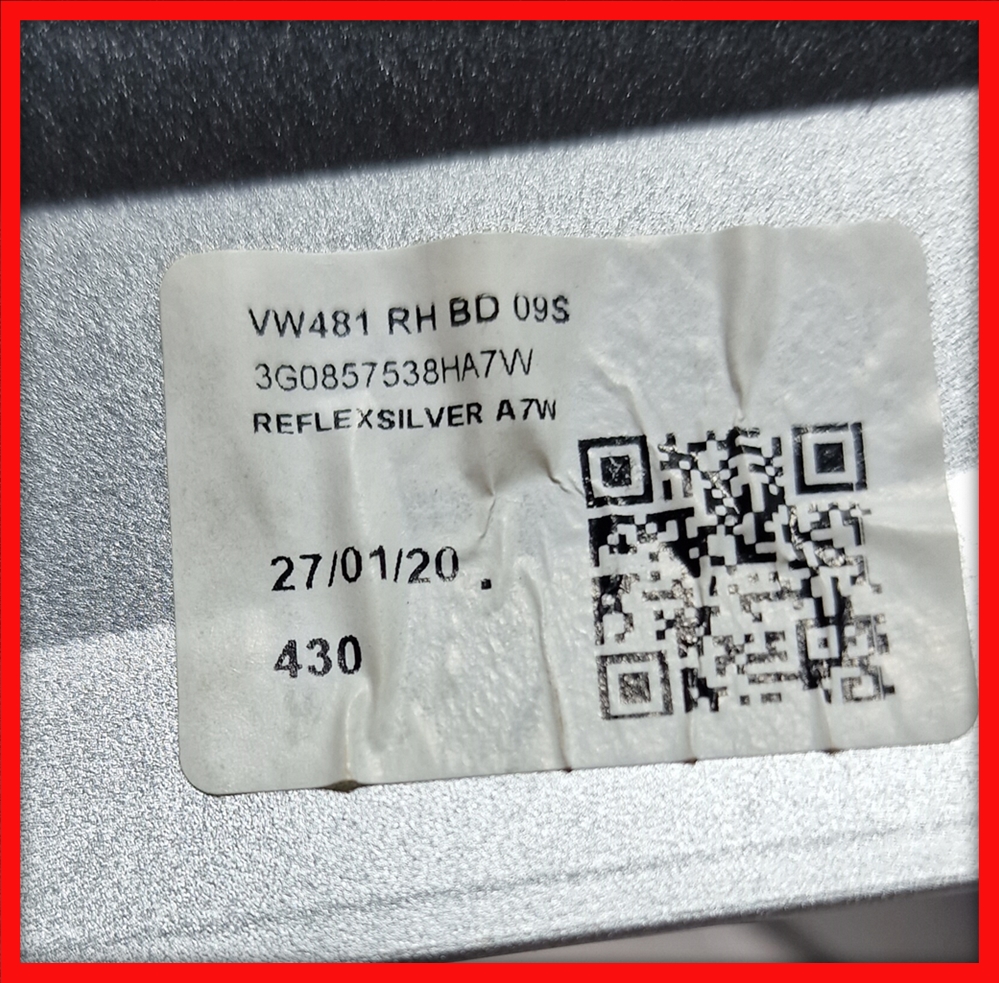 VW481 RH BD 09S
3G0857538HA7W
REFLEXSILVER A7W
27/01/20 .
430